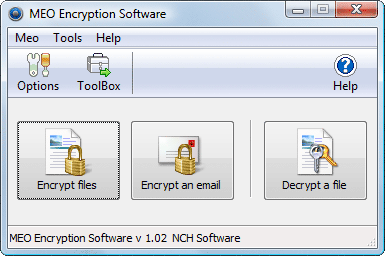 MEO Encryption Software
Meo Tools Help
Options ToolBox Help
Encrypt files Encrypt an email Decrypt a file
MEO Encryption Software v 1.02 NCH Software